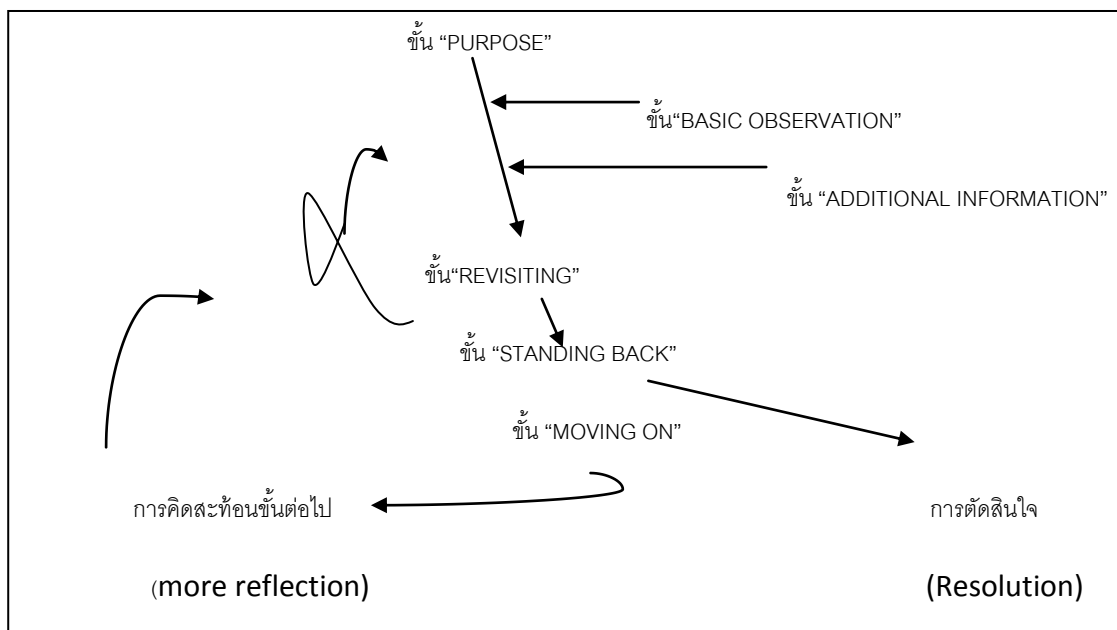 ขั้น “PURPOSE”
ขั้น“BASIC OBSERVATION”
ขั้น “ADDITIONAL INFORMATION”
ขั้น“REVISITING”
ขั้น “STANDING BACK”
ขั้น “MOVING ON”
การคิดสะท้อนขั้นต่อไป
การตัดสินใจ
(more reflection)
(Resolution)